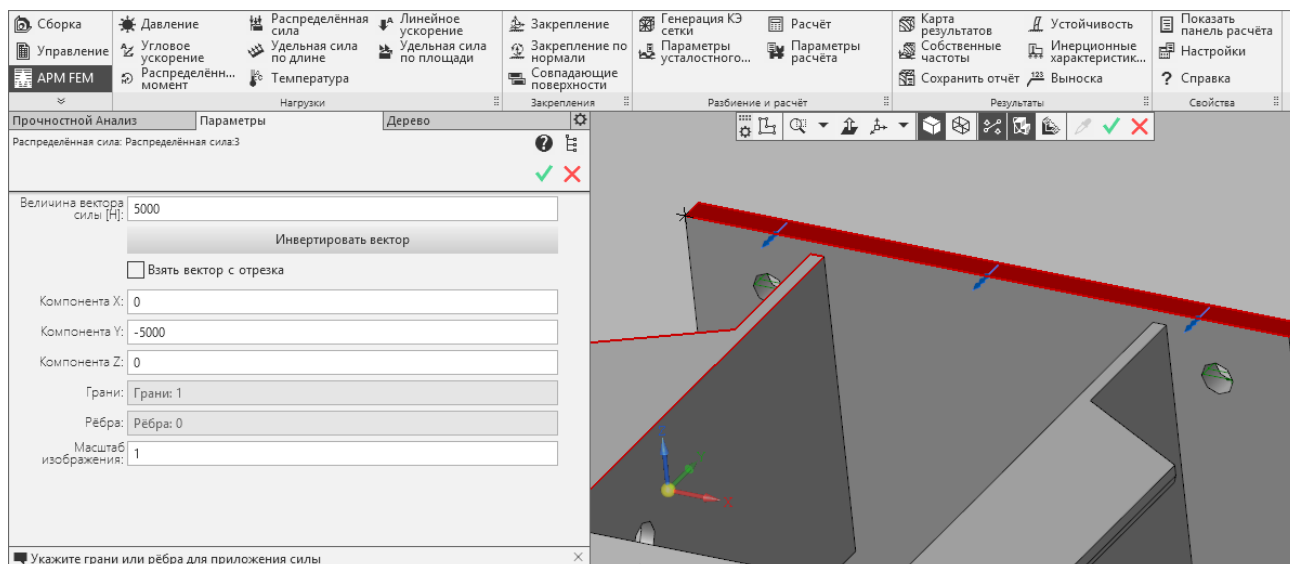 Сборка
Управление
APM FEM
Давление
Угловое
ускорение
Распределённ...
момент
Распределённая
сила
Удельная сила
по длине
Температура
Линейное
ускорение
Удельная сила
по площади
Нагрузки
Закрепление
Закрепление по
нормали
Совпадающие
поверхности
Закрепления
Генерация КЭ
сетки
Параметры
усталостного...
Расчёт
Параметры
расчёта
Разбиение и расчёт
Карта
результатов
Собственные
частоты
Сохранить отчёт
Устойчивость
Инерционные
характеристик...
123
Выноска
Результаты
Показать
панель расчёта
Настройки
? Справка
Свойства
Прочностной Анализ
Параметры
Дерево
Распределённая сила: Распределённая сила:3
Величина вектора
силы [Н]:
5000
Инвертировать вектор
Взять вектор с отрезка
Компонента X: 0
Компонента Y: -5000
Компонента Z: 0
Грани: Грани: 1
Рёбра: Рёбра: 0
Масштаб
изображения:
1
Укажите грани или рёбра для приложения силы
Y
X